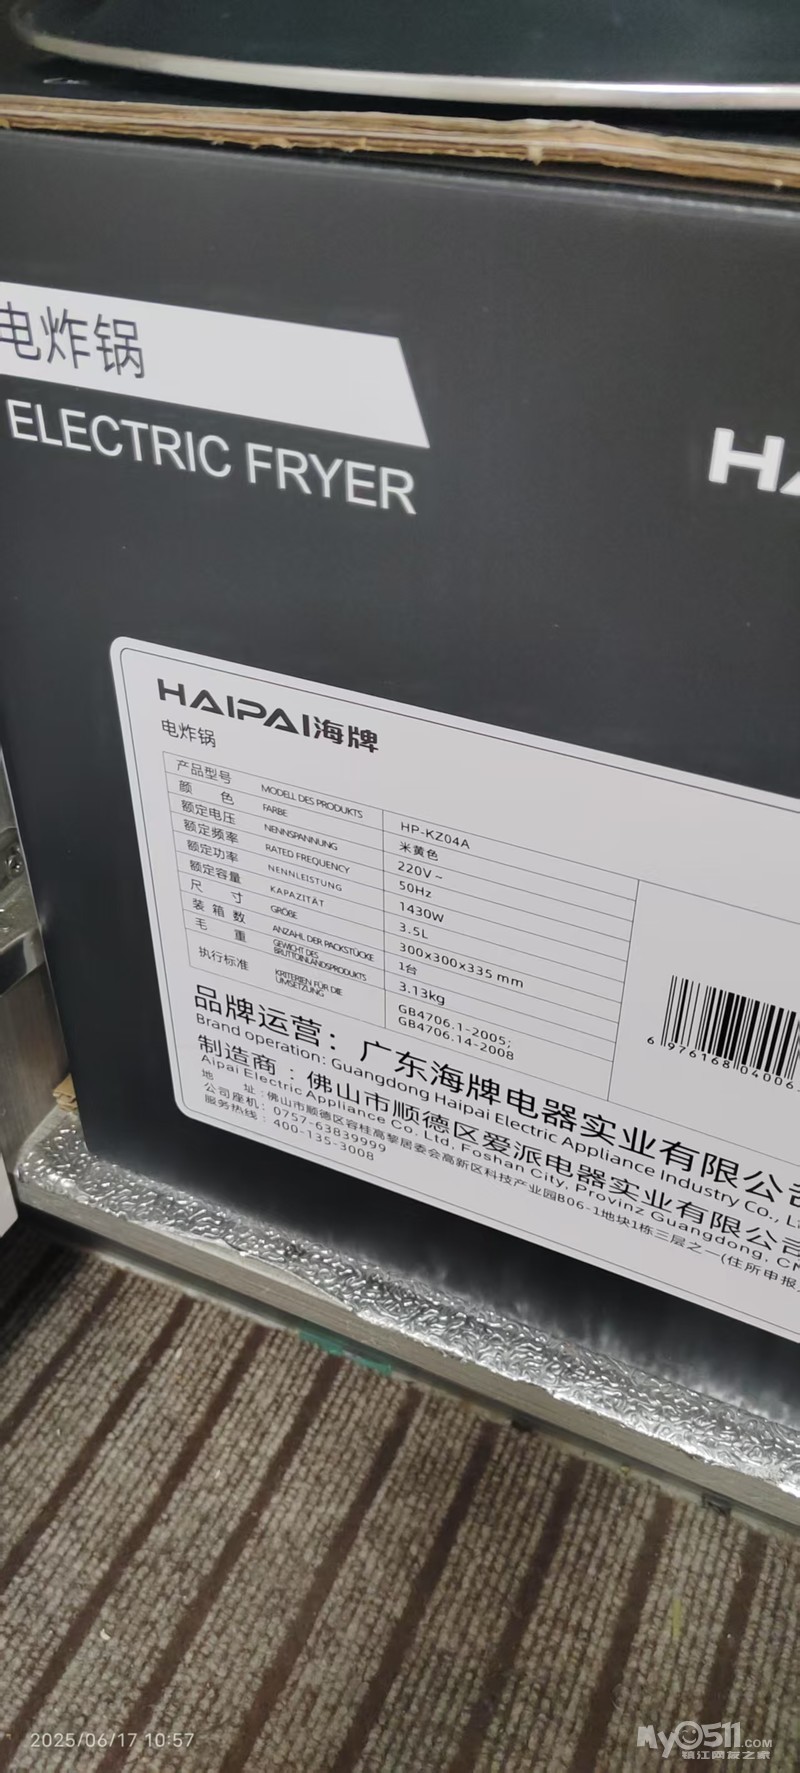 电炸锅
ELECTRIC FRYER
HAIPAI海牌
电炸锅
产品型号 MODELL DES PRODUKTS HP-KZ04A
颜 色 FARBE 米黄色
额定电压 NENNSPANNUNG 220V~
额定频率 RATED FREQUENCY 50Hz
额定功率 NENNLEISTUNG 1430W
额定容量 KAPAZITÄT 3.5L
尺 寸 GRÖßE 300x300x335 mm
装 箱 数 ANZAHL DER PACKSTÜCKE 1台
毛 重 GEWICHT DES BRUTTOINLANDSPRODUKTS 3.13kg
执行标准 KRITERIEN FÜR DIE UMSETZUNG GB4706.1-2005;
GB4706.14-2008
6 976168 04006
品牌运营：广东海牌电器实业有限公司
Brand operation: Guangdong Haipai Electric Appliance Industry Co., L
制造商：佛山市顺德区爱派电器实业有限公司
Aipai Electric Appliance Co., Ltd, Foshan City, Provinz Guangdong, CH
地 址：佛山市顺德区容桂高黎居委会高新区科技产业园B06-1地块1栋三层之一(住所申报
公司座机：0757-63839999
服务热线：400-135-3008
2025/06/17 10:57
My0511.COM
镇江网友之家